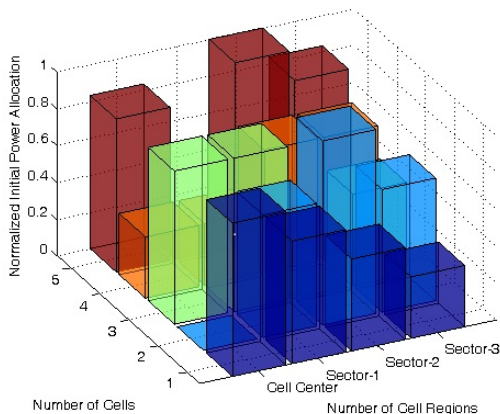 Normalized Initial Power Allocation
1
0.8
0.6
0.4
0.2
0
5
4
3
2
1
Cell Center
Sector-1
Sector-2
Sector-3
Number of Cells
Number of Cell Regions